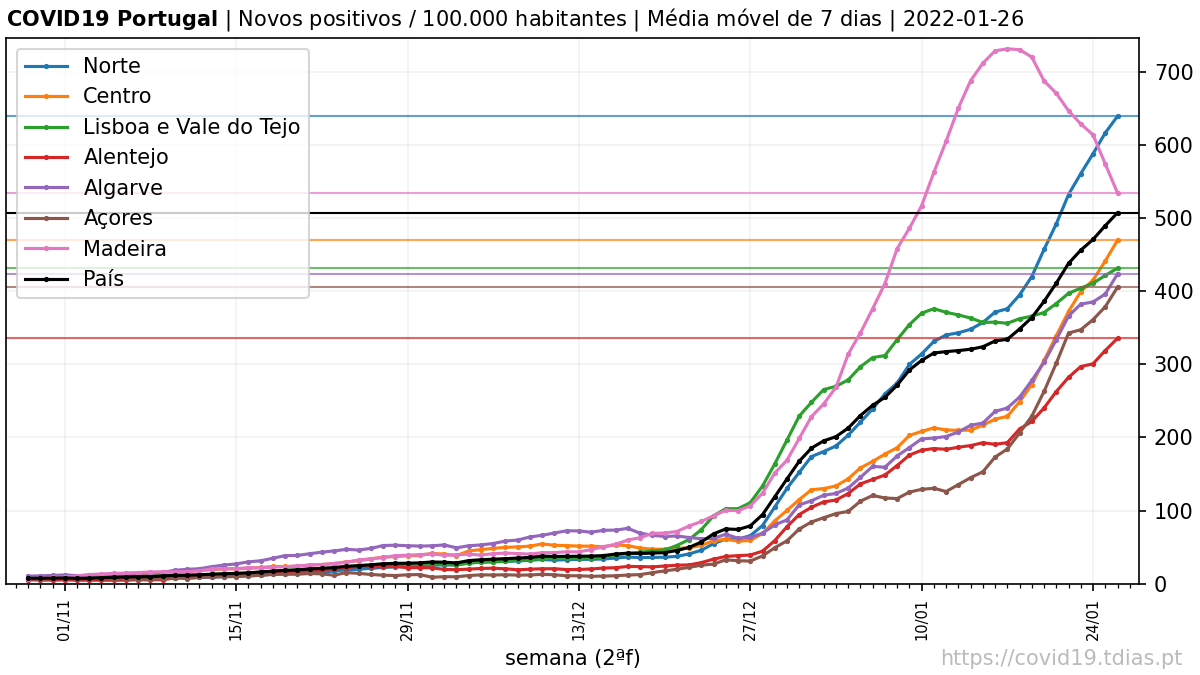 COVID19 Portugal | Novos positivos / 100.000 habitantes | Média móvel de 7 dias | 2022-01-26
Norte
Centro
Lisboa e Vale do Tejo
Alentejo
Algarve
Açores
Madeira
País
700
600
500
400
300
200
100
0
01/11
15/11
29/11
13/12
27/12
10/01
24/01
semana (2ªf)
https://covid19.tdias.pt